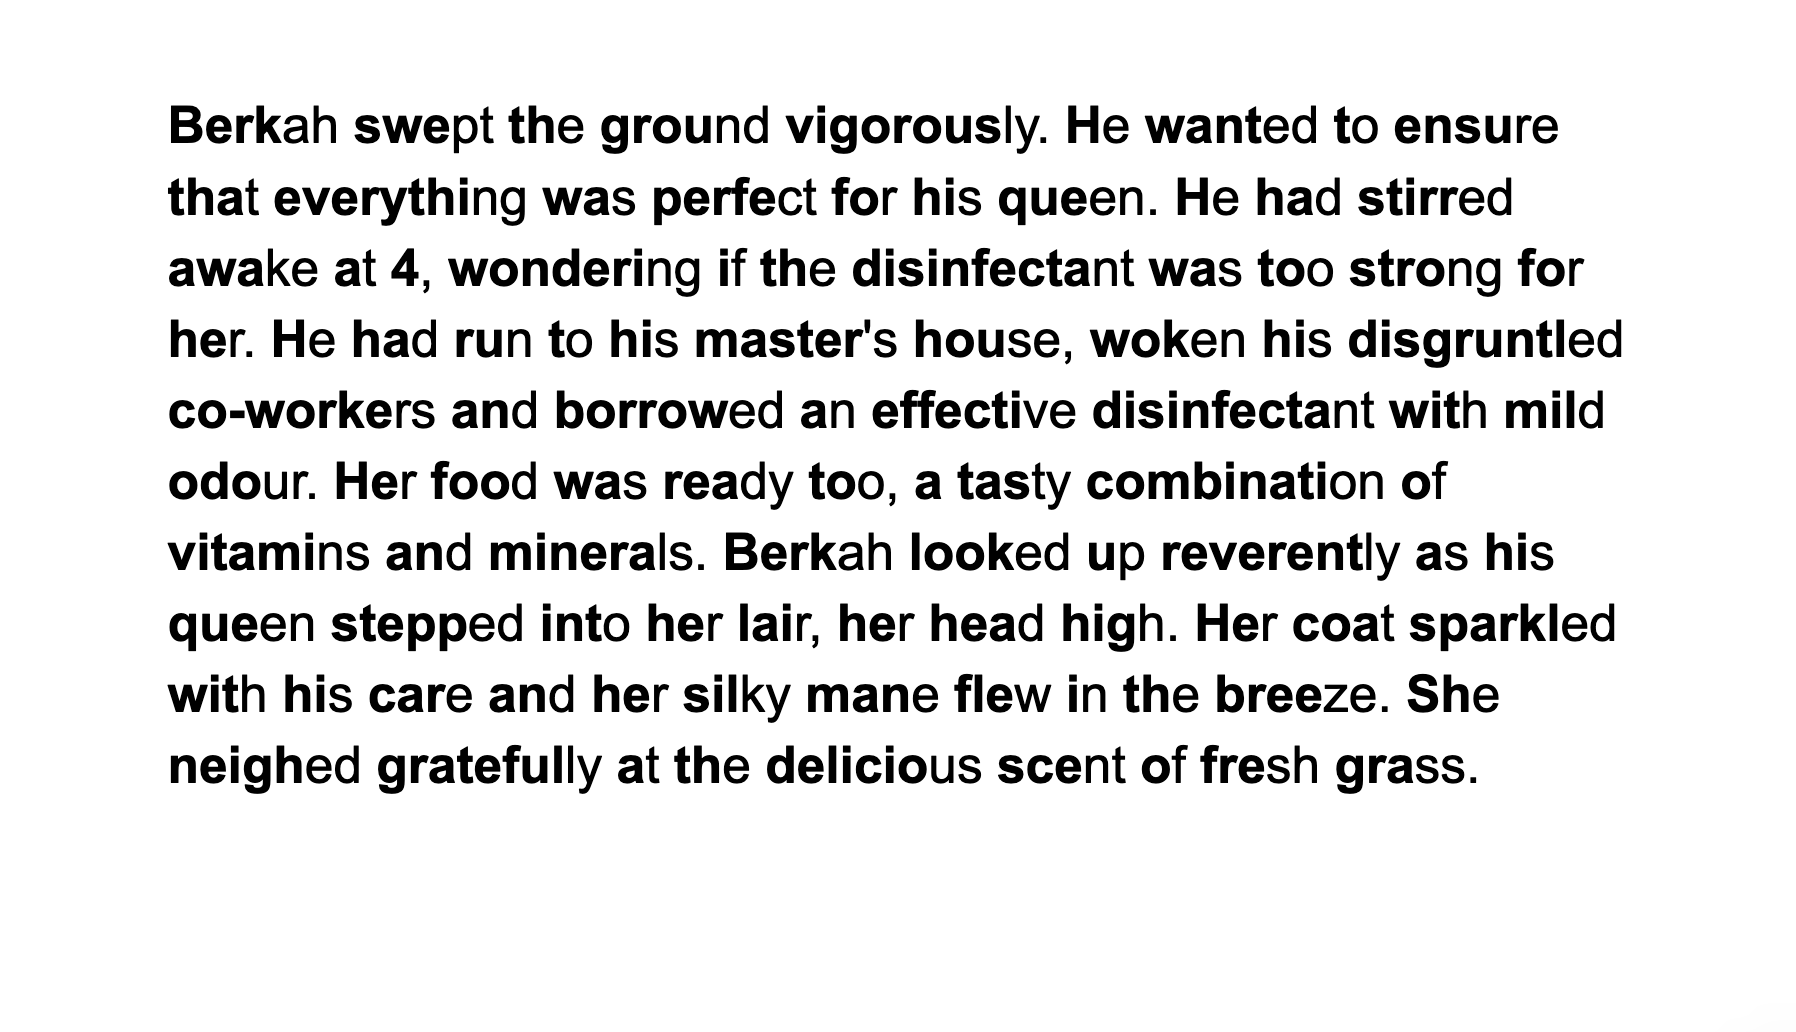 Berkah swept the ground vigorously. He wanted to ensure
that everything was perfect for his queen. He had stirred
awake at 4, wondering if the disinfectant was too strong for
her. He had run to his master's house, woken his disgruntled
co-workers and borrowed an effective disinfectant with mild
odour. Her food was ready too, a tasty combination of
vitamins and minerals. Berkah looked up reverently as his
queen stepped into her lair, her head high. Her coat sparkled
with his care and her silky mane flew in the breeze. She
neighed gratefully at the delicious scent of fresh grass.